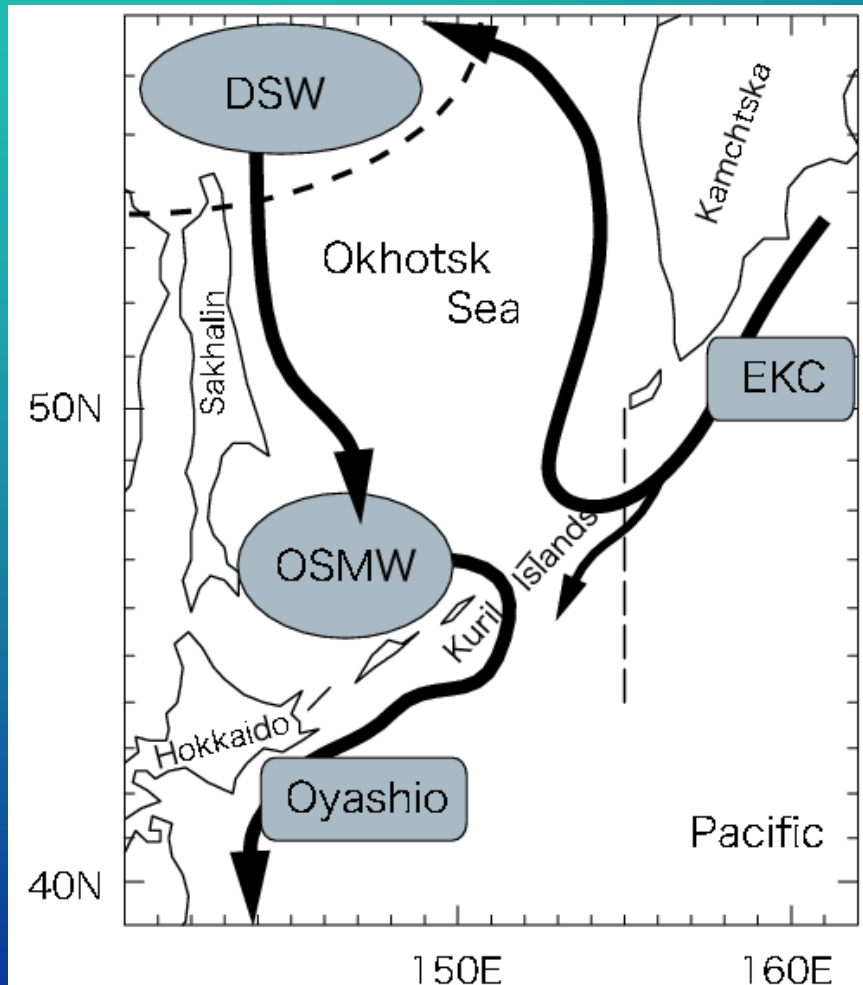 DSW
Kamchtska
Okhotsk
Sea
Sakhalin
EKC
50N
OSMW
Kuril Islands
Hokkaido
Oyashio
Pacific
40N
150E
160E